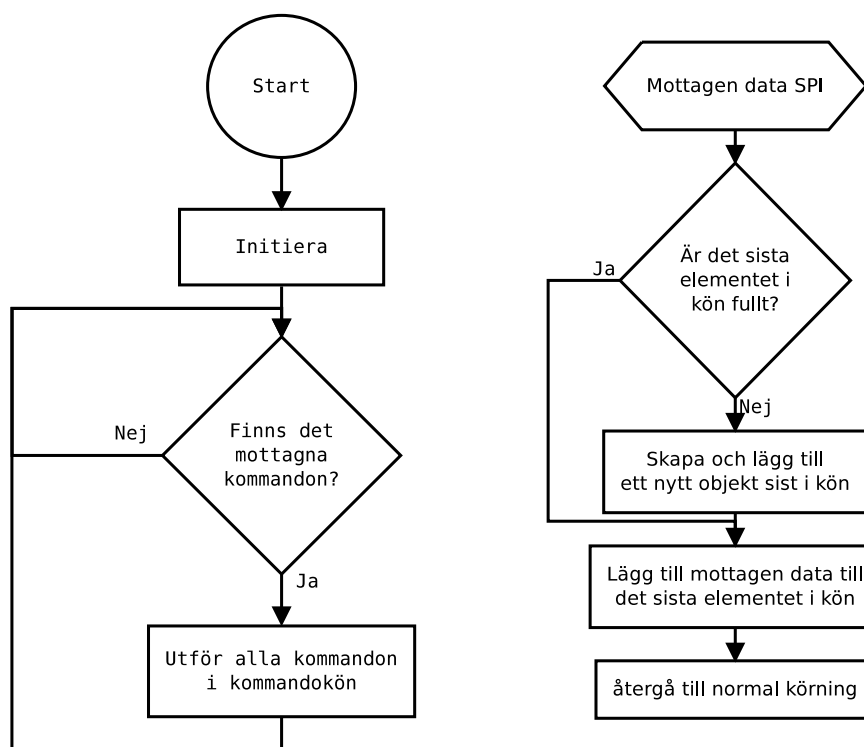 Start
Initiera
Nej
Finns det
mottagna
kommandon?
Ja
Utför alla kommandon
i kommandokön
Mottagen data SPI
Ja
Är det sista
elementet i
kön fullt?
Nej
Skapa och lägg till
ett nytt objekt sist i kön
Lägg till mottagen data till
det sista elementet i kön
återgå till normal körning